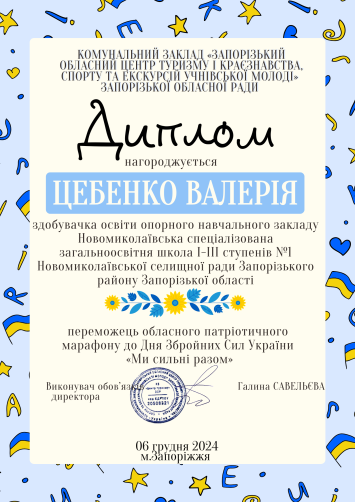 КОМУНАЛЬНИЙ ЗАКЛАД «ЗАПОРІЗЬКИЙ
ОБЛАСНИЙ ЦЕНТР ТУРИЗМУ І КРАЄЗНАВСТВА,
СПОРТУ ТА ЕКСКУРСІЙ УЧНІВСЬКОЇ МОЛОДІ»
ЗАПОРІЗЬКОЇ ОБЛАСНОЇ РАДИ
Диплом
нагороджується
ЦЕБЕНКО ВАЛЕРІЯ
здобувачка освіти опорного навчального закладу
Новомиколаївська спеціалізована
загальноосвітня школа І-ІІІ ступенів №1
Новомиколаївської селищної ради Запорізького
району Запорізької області
переможець обласного патріотичного
марафону до Дня Збройних Сил України
«Ми сильні разом»
Виконувач обов'яз
директора
Галина САВЕЛЬЄВА
06 грудня 2024
м.Запоріжжя